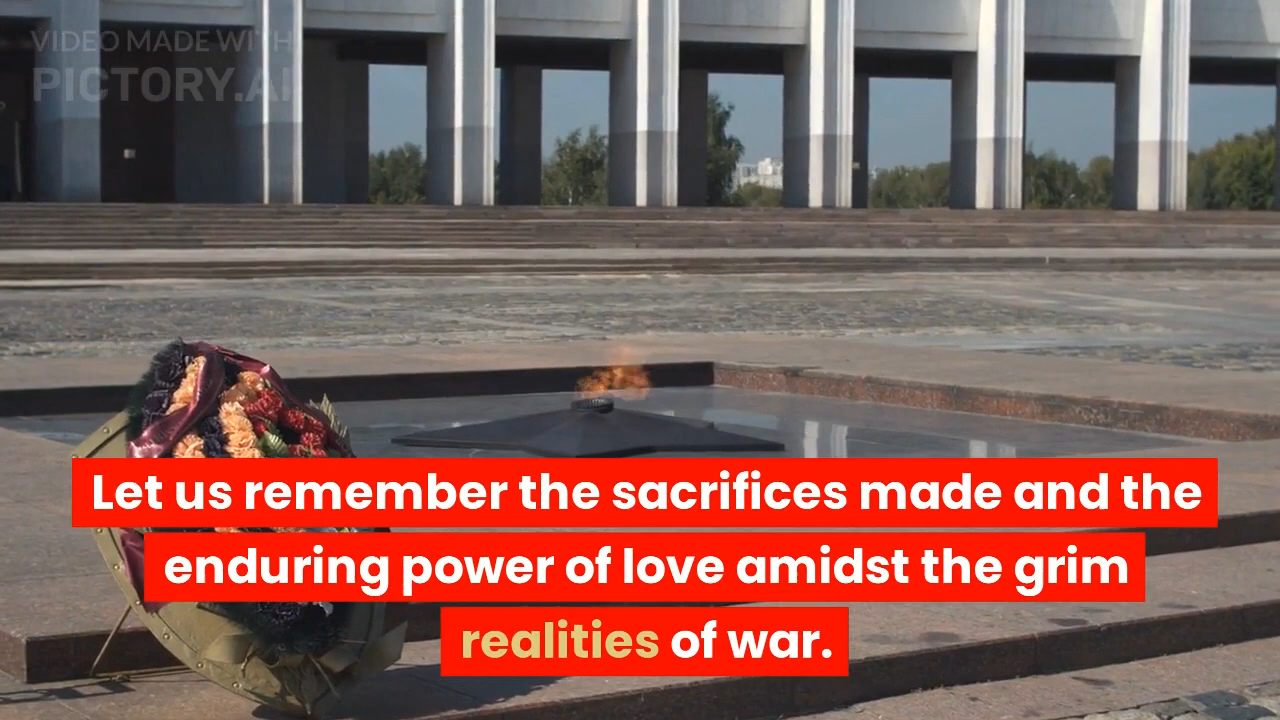 VIDEO MADE WITH
PICTORY.AI
Let us remember the sacrifices made and the
enduring power of love amidst the grim
realities of war.